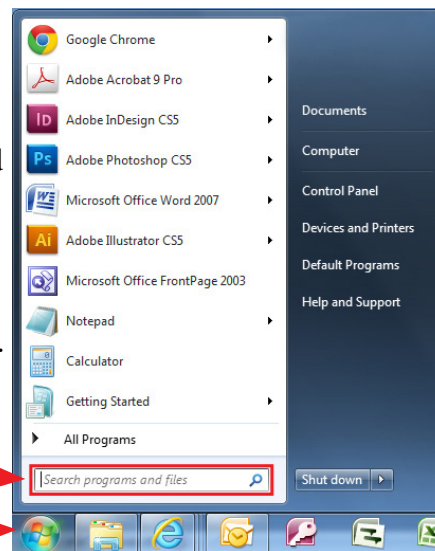 Google Chrome
Adobe Acrobat 9 Pro
Adobe InDesign CS5
Adobe Photoshop CS5
Microsoft Office Word 2007
Adobe Illustrator CS5
Microsoft Office FrontPage 2003
Notepad
Calculator
Getting Started
All Programs
Search programs and files
Documents
Computer
Control Panel
Devices and Printers
Default Programs
Help and Support
Shut down